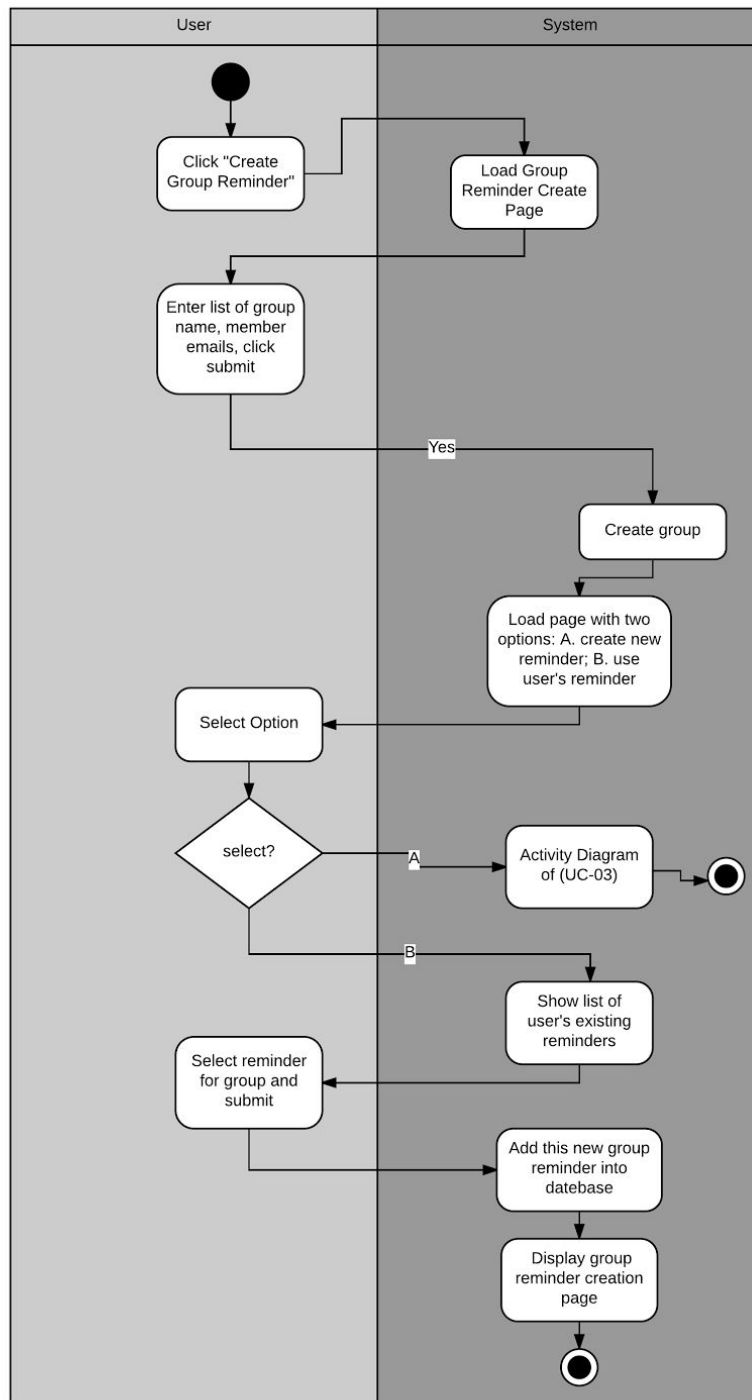 User
System
Click "Create
Group Reminder"
Load Group
Reminder Create
Page
Enter list of group
name, member
emails, click
submit
Yes
Create group
Load page with two
options: A. create new
reminder; B. use
user's reminder
Select Option
select?
A
Activity Diagram
of (UC-03)
B
Show list of
user's existing
reminders
Select reminder
for group and
submit
Add this new group
reminder into
datebase
Display group
reminder creation
page